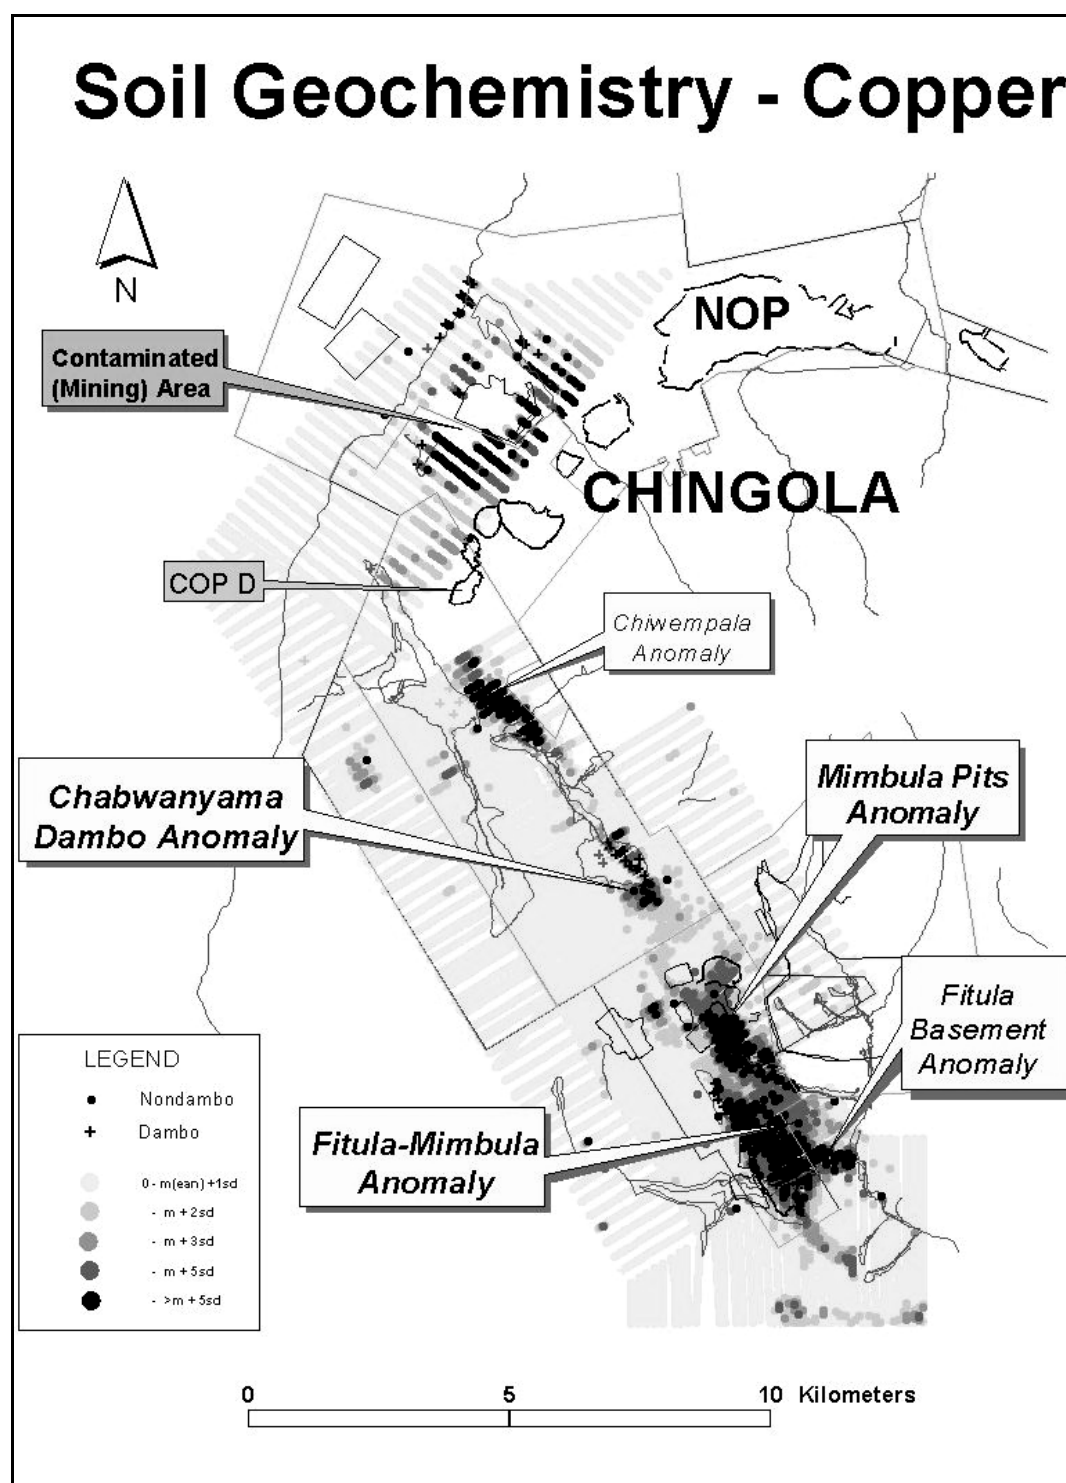 Soil Geochemistry - Copper
N
NOP
Contaminated
(Mining) Area
CHINGOLA
COP D
Chiwempala
Anomaly
Chabwanyama
Dambo Anomaly
Mimbula Pits
Anomaly
Fitula
Basement
Anomaly
Fitula-Mimbula
Anomaly
LEGEND
Nondambo
Dambo
0 - m(ean) +1sd
- m + 2sd
- m + 3sd
- m + 5sd
- >m + 5sd
0 5 10 Kilometers